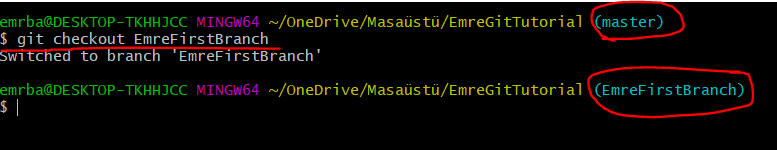 emrba@DESKTOP-TKHHJCC MINGW64 ~/OneDrive/Masaüstü/EmreGitTutorial (master)
$ git checkout EmreFirstBranch
Switched to branch 'EmreFirstBranch'
emrba@DESKTOP-TKHHJCC MINGW64 ~/OneDrive/Masaüstü/EmreGitTutorial (EmreFirstBranch)
$